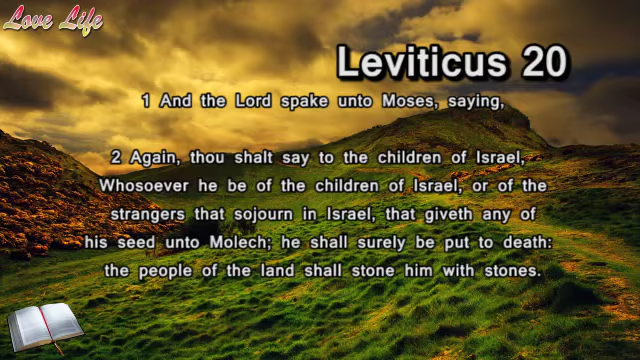 Love Life
Leviticus 20
1 And the Lord spake unto Moses, saying,
2 Again, thou shalt say to the children of Israel,
Whosoever he be of the children of Israel, or of the
strangers that sojourn in Israel, that giveth any of
his seed unto Molech; he shall surely be put to death:
the people of the land shall stone him with stones.